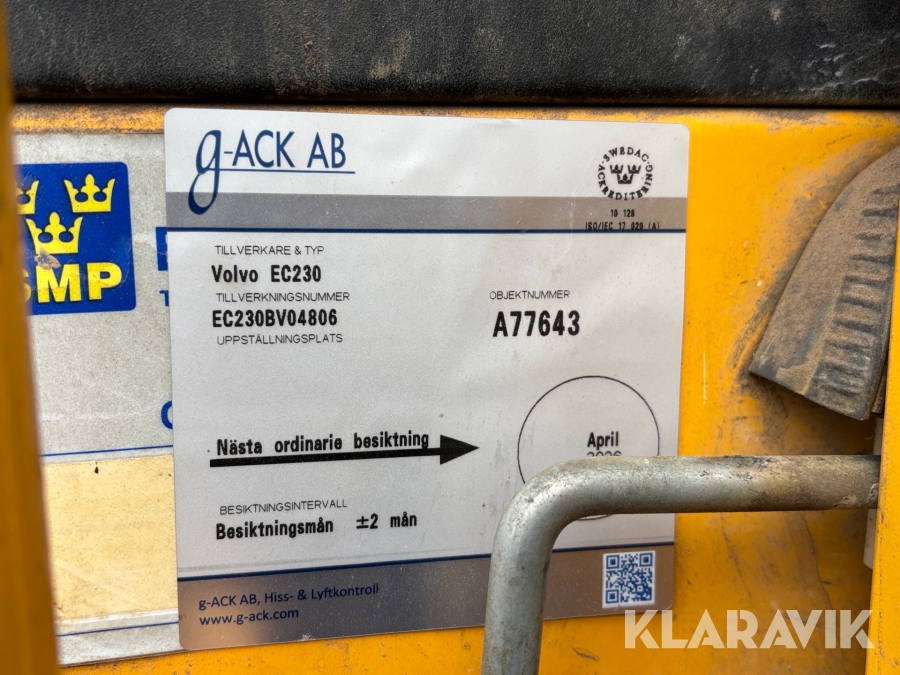 g-ACK AB
SWEDAC
ACKREDITERING
10 128
ISO/IEC 17 020 (A)
SMP
TILLVERKARE & TYP
Volvo EC230
TILLVERKNINGSNUMMER
EC230BV04806
UPPSTÄLLNINGSPLATS
OBJEKTNUMMER
A77643
Nästa ordinarie besiktning
April
BESIKTNINGSINTERVALL
Besiktningsmån ±2 mån
g-ACK AB, Hiss- & Lyftkontroll
www.g-ack.com
KLARAVIK